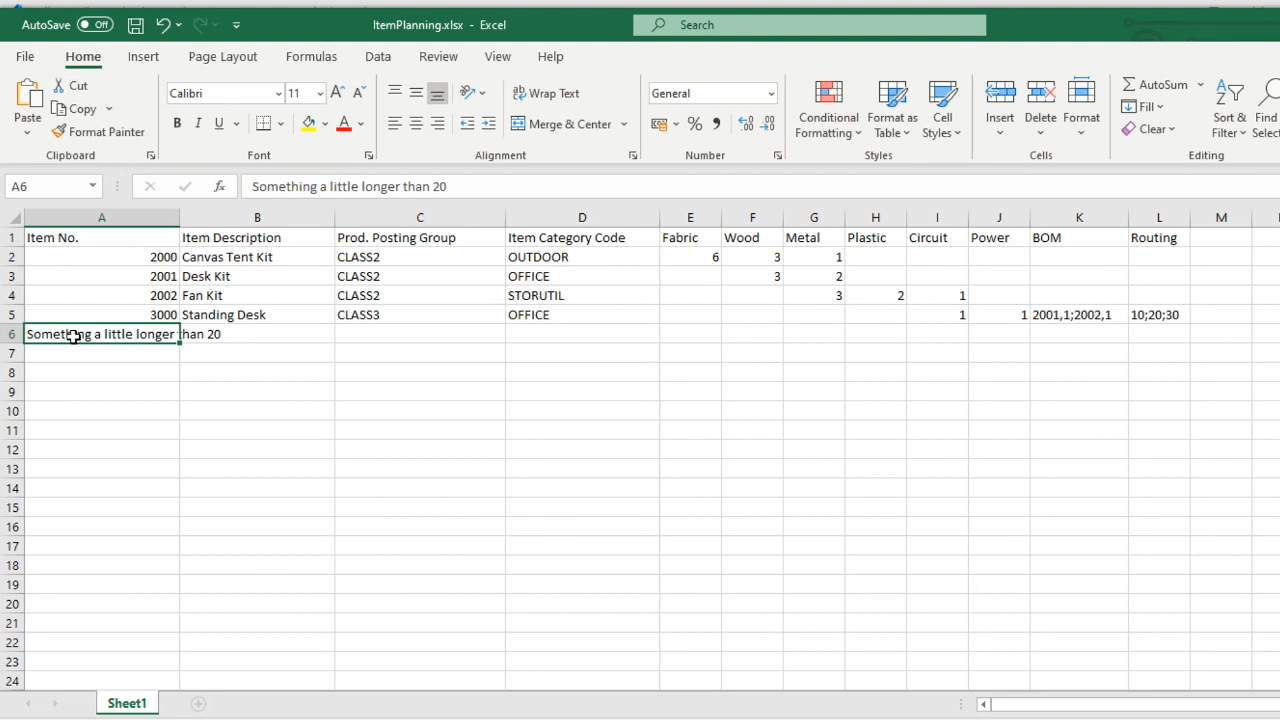 AutoSave Off ItemPlanning.xlsx - Excel Search
File Home Insert Page Layout Formulas Data Review View Help
Paste Cut Copy Format Painter Clipboard
Calibri 11 A A B I U A Font
Wrap Text Merge & Center Alignment
General % Number
Conditional Formatting Format as Table Cell Styles Styles
Insert Delete Format Cells
AutoSum Fill Clear Sort & Filter Editing
A6 fx Something a little longer than 20
A B C D E F G H I J K L M
1 Item No. Item Description Prod. Posting Group Item Category Code Fabric Wood Metal Plastic Circuit Power BOM Routing
2 2000 Canvas Tent Kit CLASS2 OUTDOOR 6 3 1
3 2001 Desk Kit CLASS2 OFFICE 3 2
4 2002 Fan Kit CLASS2 STORUTIL 3 2 1
5 3000 Standing Desk CLASS3 OFFICE 1 1 2001,1;2002,1 10;20;30
6 Something a little longer than 20
7
8
9
10
11
12
13
14
15
16
17
18
19
20
21
22
23
24
Sheet1